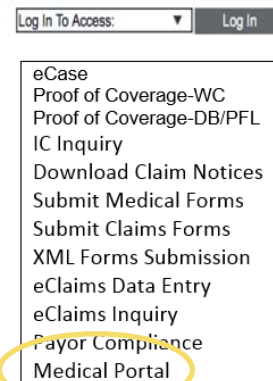 Log In To Access: ▼ Log In
eCase
Proof of Coverage-WC
Proof of Coverage-DB/PFL
IC Inquiry
Download Claim Notices
Submit Medical Forms
Submit Claims Forms
XML Forms Submission
eClaims Data Entry
eClaims Inquiry
Payor Compliance
Medical Portal